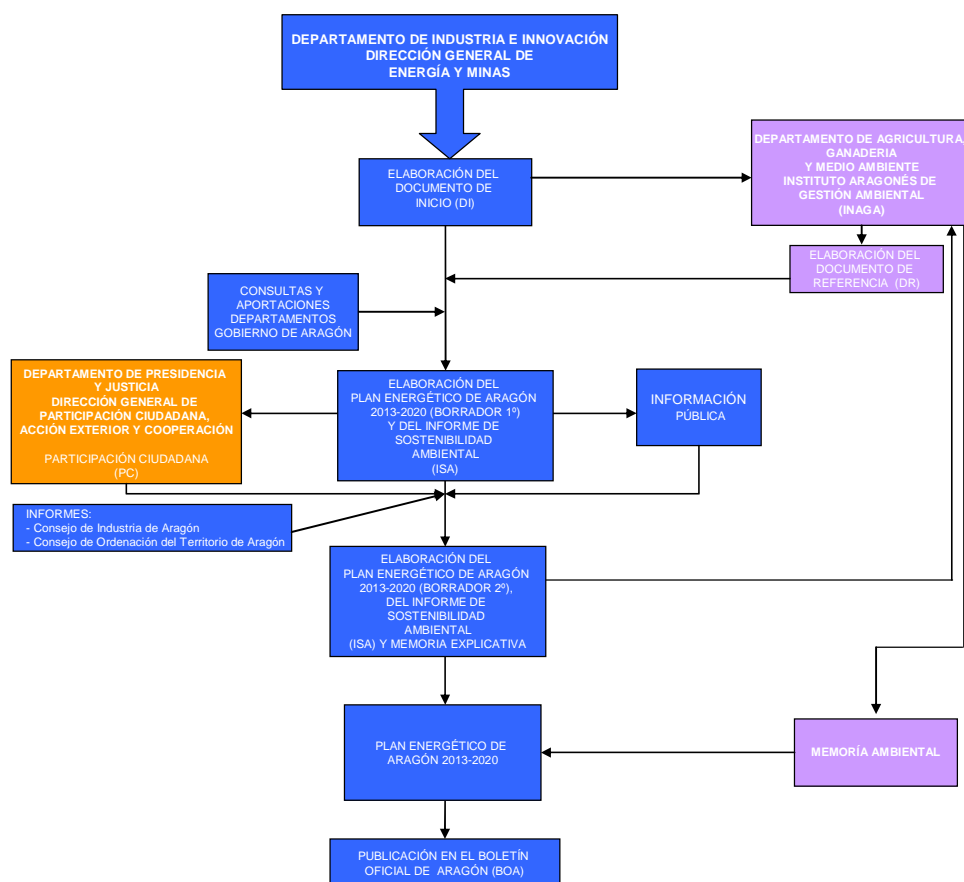 DEPARTAMENTO DE INDUSTRIA E INNOVACIÓN
DIRECCIÓN GENERAL DE
ENERGÍA Y MINAS
ELABORACIÓN DEL
DOCUMENTO DE
INICIO (DI)
DEPARTAMENTO DE AGRICULTURA,
GANADERIA
Y MEDIO AMBIENTE
INSTITUTO ARAGONÉS DE
GESTIÓN AMBIENTAL
(INAGA)
ELABORACIÓN DEL
DOCUMENTO DE
REFERENCIA (DR)
CONSULTAS Y
APORTACIONES
DEPARTAMENTOS
GOBIERNO DE ARAGÓN
DEPARTAMENTO DE PRESIDENCIA
Y JUSTICIA
DIRECCIÓN GENERAL DE
PARTICIPACIÓN CIUDADANA,
ACCIÓN EXTERIOR Y COOPERACIÓN
PARTICIPACIÓN CIUDADANA
(PC)
ELABORACIÓN DEL
PLAN ENERGÉTICO DE ARAGÓN
2013-2020 (BORRADOR 1º)
Y DEL INFORME DE
SOSTENIBILIDAD
AMBIENTAL
(ISA)
INFORMACIÓN
PÚBLICA
INFORMES:
- Consejo de Industria de Aragón
- Consejo de Ordenación del Territorio de Aragón
ELABORACIÓN DEL
PLAN ENERGÉTICO DE ARAGÓN
2013-2020 (BORRADOR 2º),
DEL INFORME DE
SOSTENIBILIDAD
AMBIENTAL
(ISA) Y MEMORIA EXPLICATIVA
PLAN ENERGÉTICO DE
ARAGÓN 2013-2020
MEMORÍA AMBIENTAL
PUBLICACIÓN EN EL BOLETÍN
OFICIAL DE ARAGÓN (BOA)